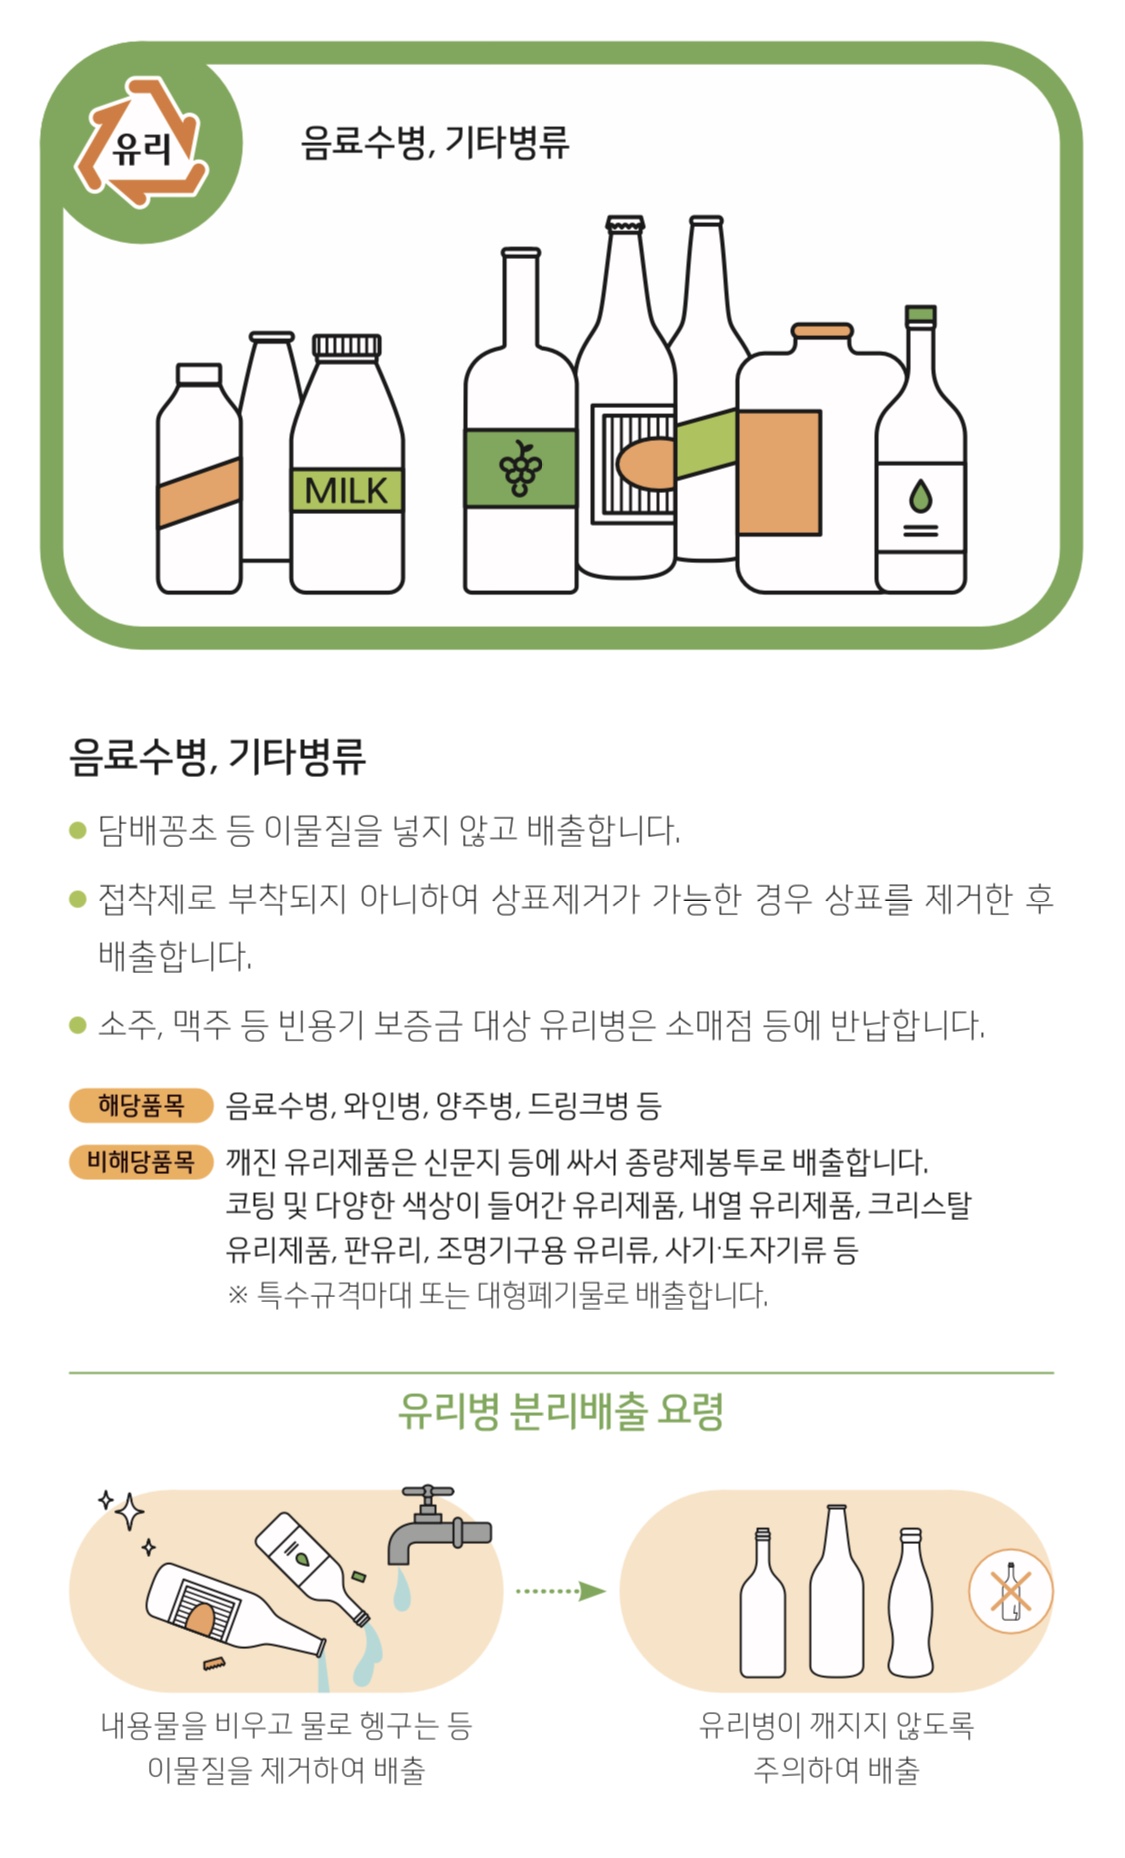 유리
음료수병, 기타병류
MILK
음료수병, 기타병류
담배꽁초 등 이물질을 넣지 않고 배출합니다.
접착제로 부착되지 아니하여 상표제거가 가능한 경우 상표를 제거한 후
배출합니다.
소주, 맥주 등 빈용기 보증금 대상 유리병은 소매점 등에 반납합니다.
해당품목 음료수병, 와인병, 양주병, 드링크병 등
비해당품목 깨진 유리제품은 신문지 등에 싸서 종량제봉투로 배출합니다.
코팅 및 다양한 색상이 들어간 유리제품, 내열 유리제품, 크리스탈
유리제품, 판유리, 조명기구용 유리류, 사기·도자기류 등
※ 특수규격마대 또는 대형폐기물로 배출합니다.
유리병 분리배출 요령
내용물을 비우고 물로 헹구는 등
이물질을 제거하여 배출
유리병이 깨지지 않도록
주의하여 배출